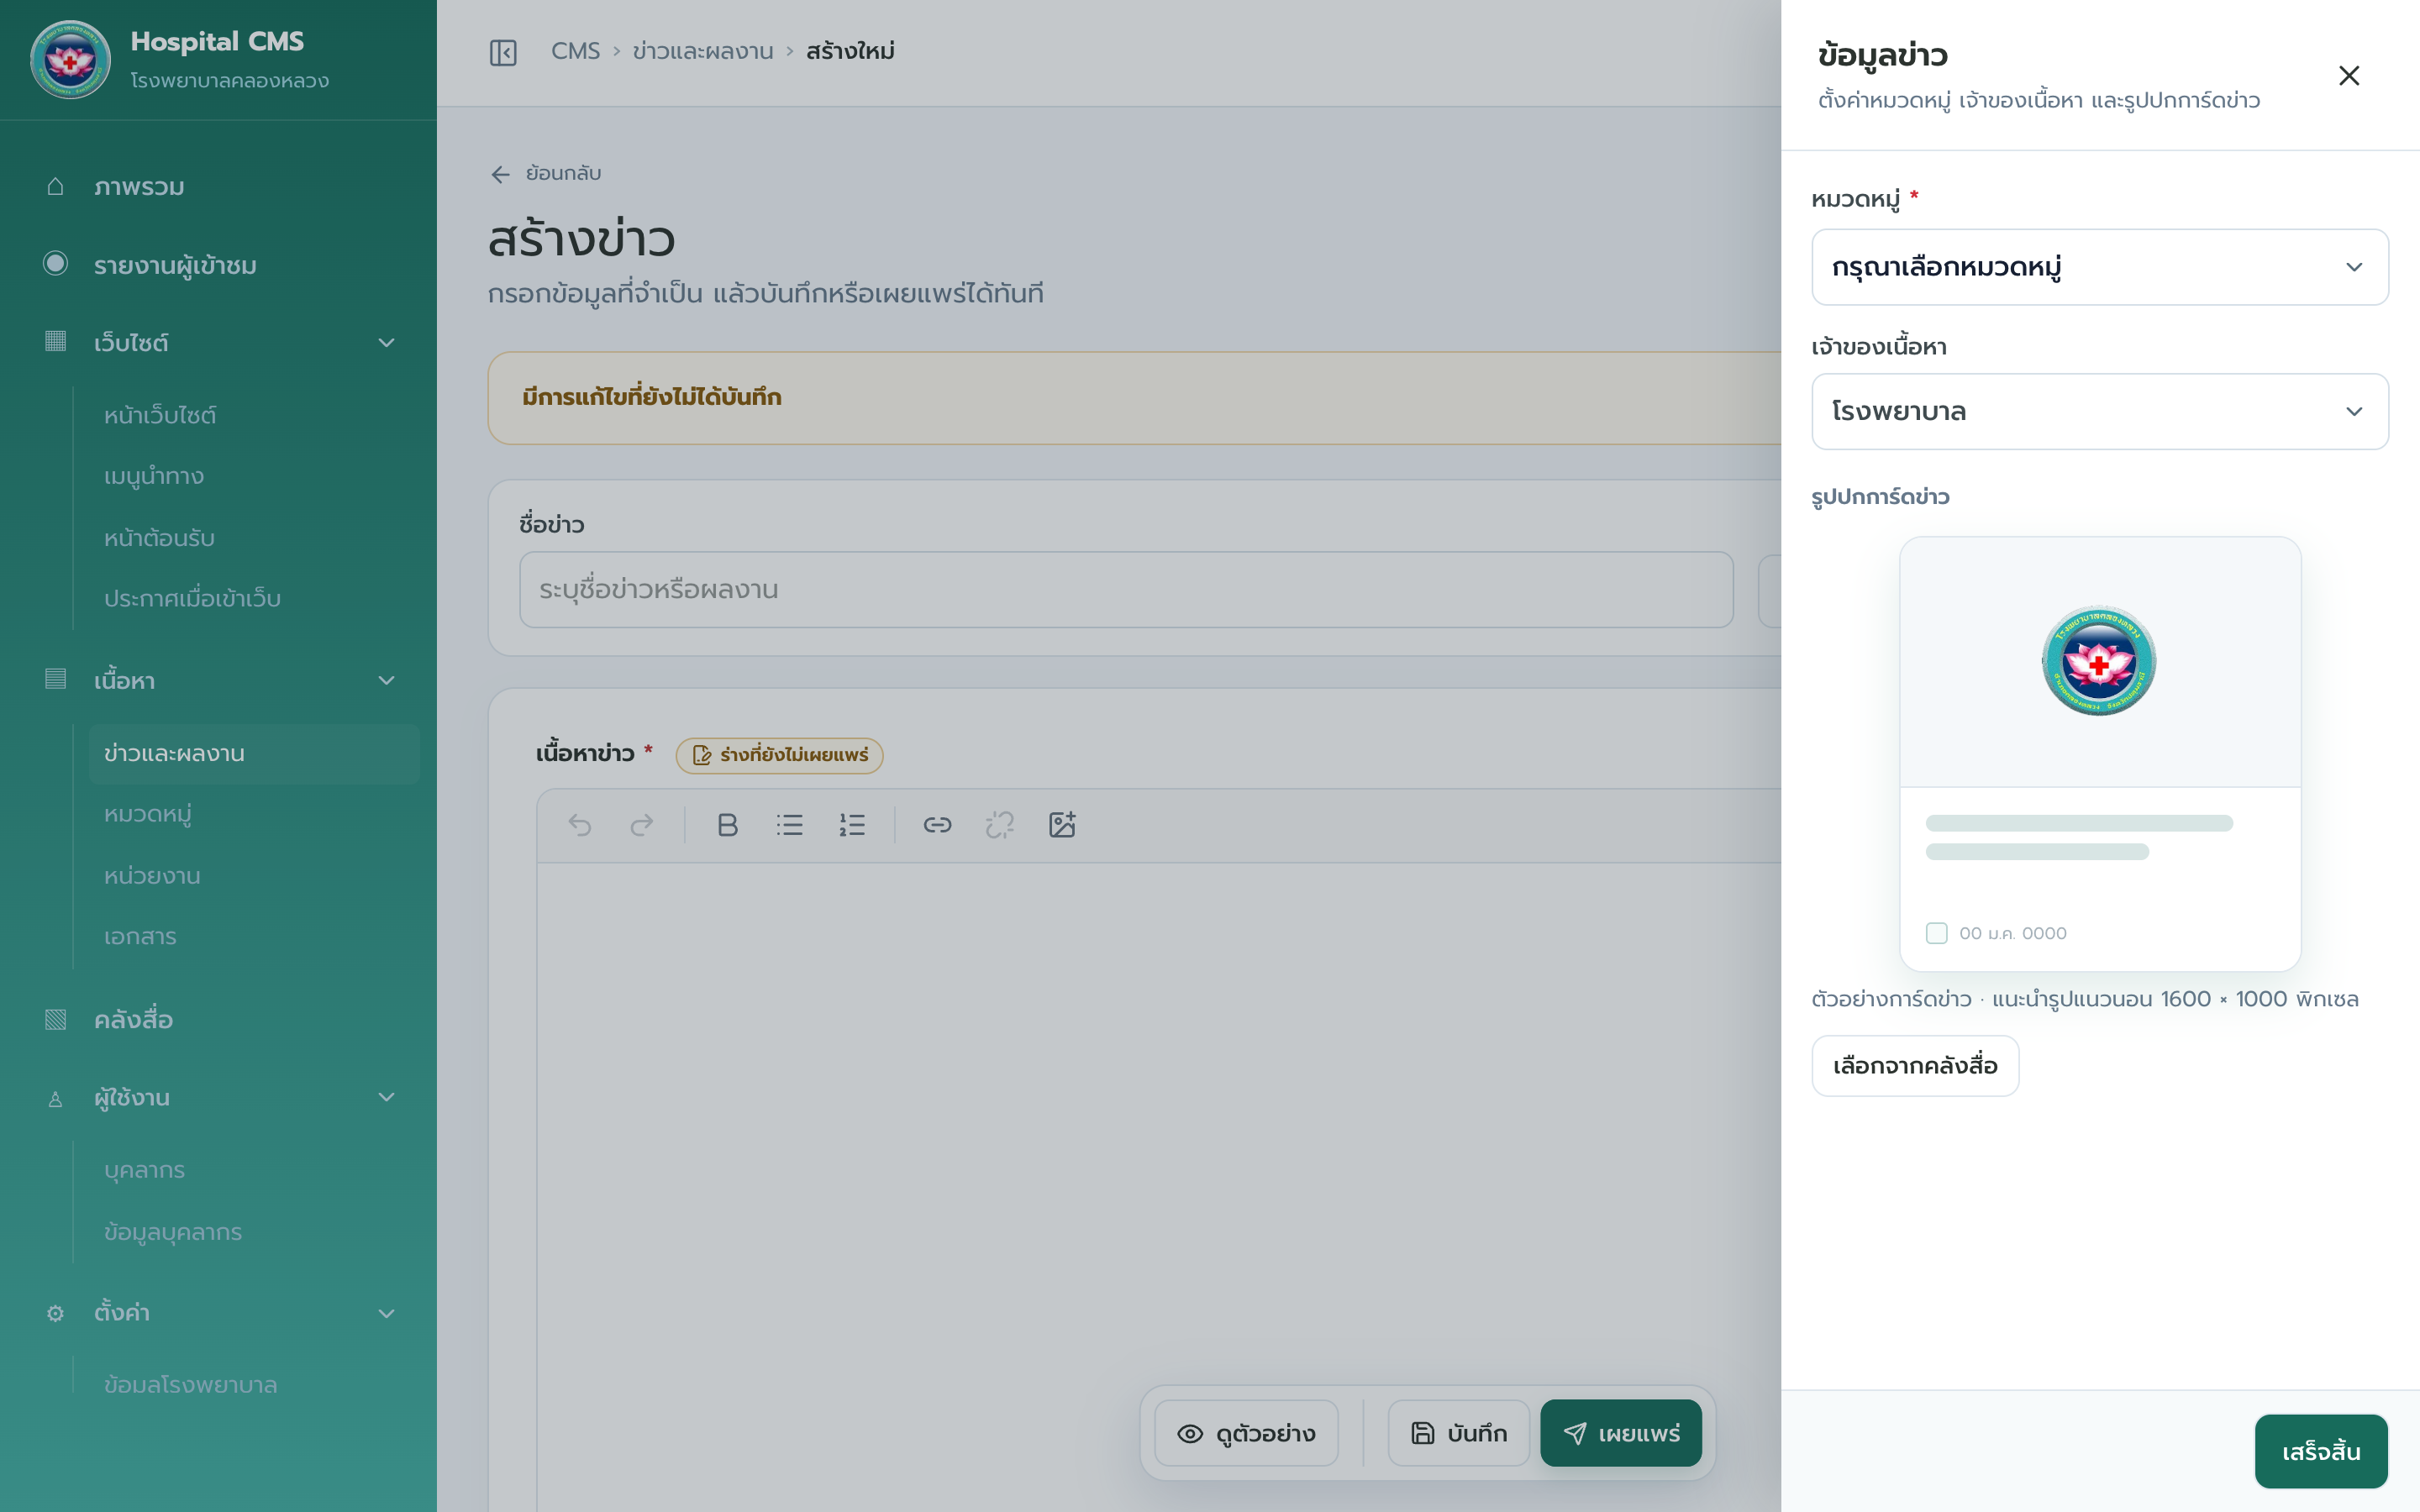 Hospital CMS
โรงพยาบาลคลองหลวง
ภาพรวม
รายงานผู้เข้าชม
เว็บไซต์
หน้าเว็บไซต์
เมนูนำทาง
หน้าต้อนรับ
ประกาศเมื่อเข้าเว็บ
เนื้อหา
ข่าวและผลงาน
หมวดหมู่
หน่วยงาน
เอกสาร
คลังสื่อ
ผู้ใช้งาน
บุคลากร
ข้อมูลบุคลากร
ตั้งค่า
ข้อมูลโรงพยาบาล
CMS › ข่าวและผลงาน › สร้างใหม่
ย้อนกลับ
สร้างข่าว
กรอกข้อมูลที่จำเป็น แล้วบันทึกหรือเผยแพร่ได้ทันที
มีการแก้ไขที่ยังไม่ได้บันทึก
ชื่อข่าว
ระบุชื่อข่าวหรือผลงาน
เนื้อหาข่าว * ร่างที่ยังไม่เผยแพร่
ดูตัวอย่าง บันทึก เผยแพร่
ข้อมูลข่าว
ตั้งค่าหมวดหมู่ เจ้าของเนื้อหา และรูปปกการ์ดข่าว
หมวดหมู่ *
กรุณาเลือกหมวดหมู่
เจ้าของเนื้อหา
โรงพยาบาล
รูปปกการ์ดข่าว
โรงพยาบาลคลองหลวง
00 ม.ค. 0000
ตัวอย่างการ์ดข่าว · แนะนำรูปแนวนอน 1600 × 1000 พิกเซล
เลือกจากคลังสื่อ
เสร็จสิ้น